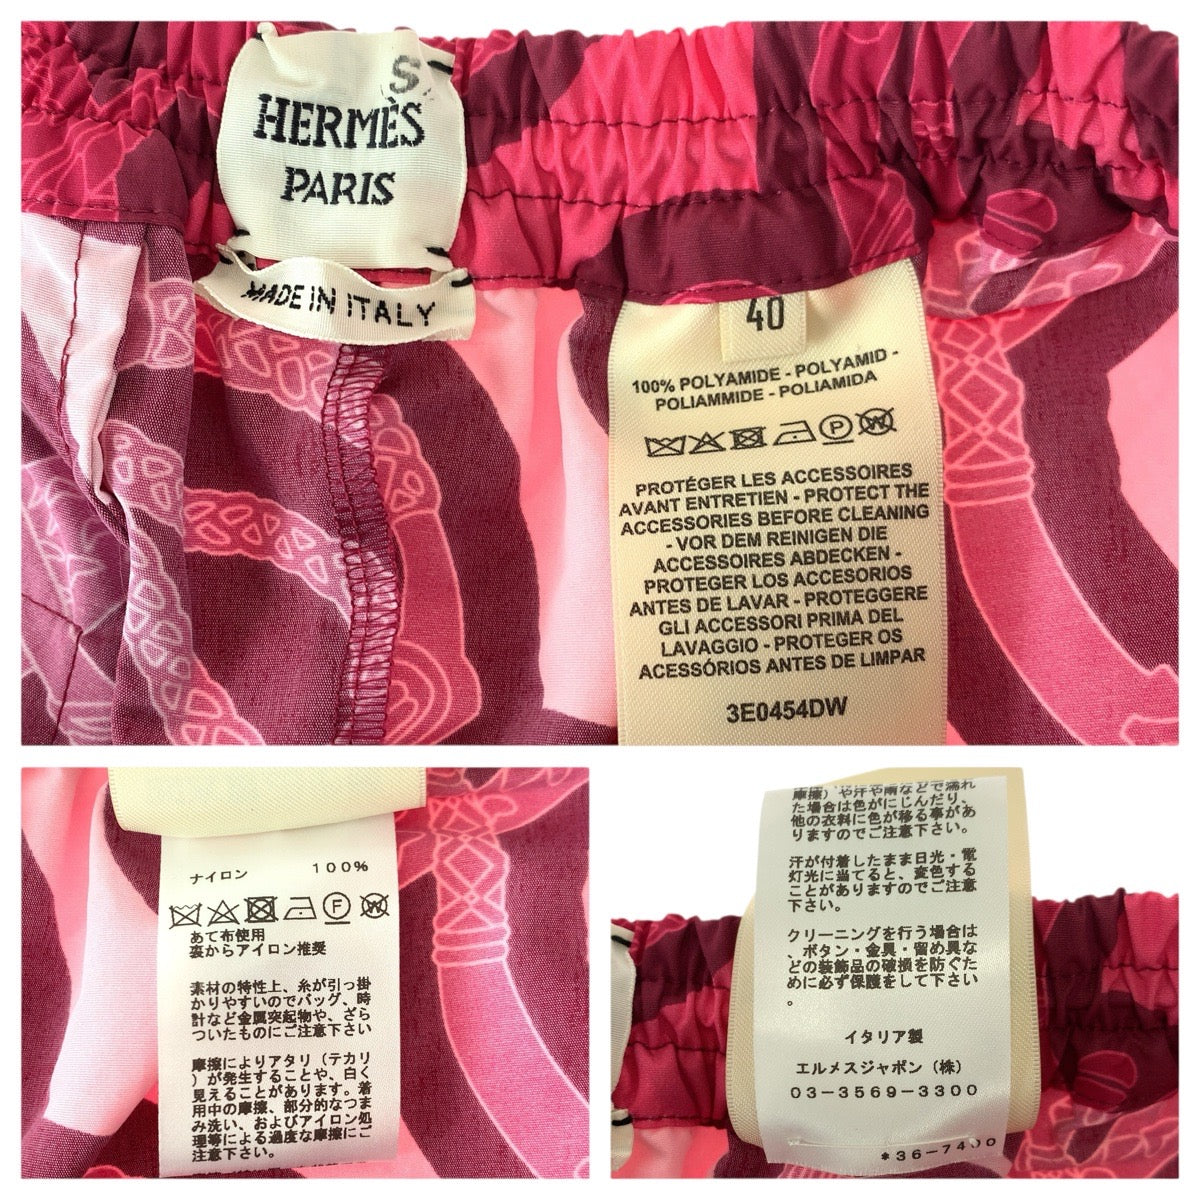 S
HERMÈS
PARIS
MADE IN ITALY
40
100% POLYAMIDE - POLYAMID -
POLIAMMIDE - POLIAMIDA
PROTÉGER LES ACCESSOIRES
AVANT ENTRETIEN - PROTECT THE
ACCESSORIES BEFORE CLEANING
- VOR DEM REINIGEN DIE
ACCESSOIRES ABDECKEN -
PROTEGER LOS ACCESORIOS
ANTES DE LAVAR - PROTEGGERE
GLI ACCESSORI PRIMA DEL
LAVAGGIO - PROTEGER OS
ACESSÓRIOS ANTES DE LIMPAR
3E0454DW
ナイロン 100%
あて布使用
裏からアイロン推奨
素材の特性上、糸が引っ掛
かりやすいのでバッグ、時
計など金属突起物や、ざら
ついたものにご注意下さい
摩擦によりアタリ（テカリ
）が発生することや、白く
見えることがあります。着
用中の摩擦、部分的なつま
み洗い、およびアイロン処
理等による過度な摩擦にご
摩擦）や汗や雨などで濡れ
た場合は色がにじんだり、
他の衣料に色が移る事があ
りますのでご注意下さい。
汗が付着したまま日光・電
灯光に当てると、変色する
ことがありますのでご注意
下さい。
クリーニングを行う場合は
、ボタン・金具・留め具な
どの装飾品の破損を防ぐた
めに必ず保護をして下さい
。
イタリア製
エルメスジャポン（株）
03-3569-3300
*36-7400